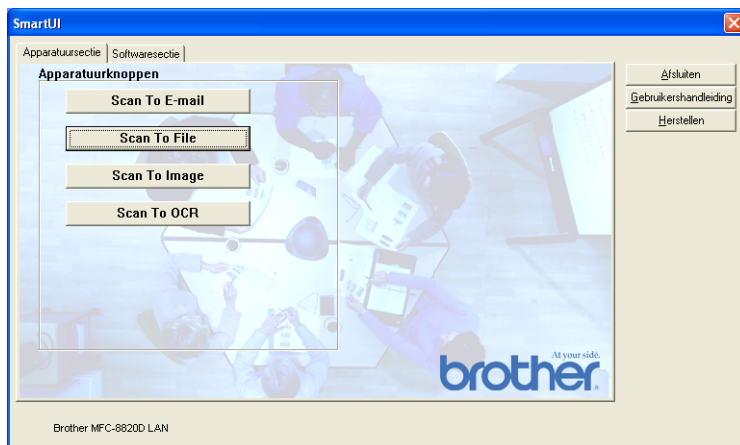 SmartUI
Apparatuursectie
Softwaresectie
Apparatuurknoppen
Scan To E-mail
Scan To File
Scan To Image
Scan To OCR
Afsluiten
Gebruikershandleiding
Herstellen
At your side.
brother
Brother MFC-8820D LAN